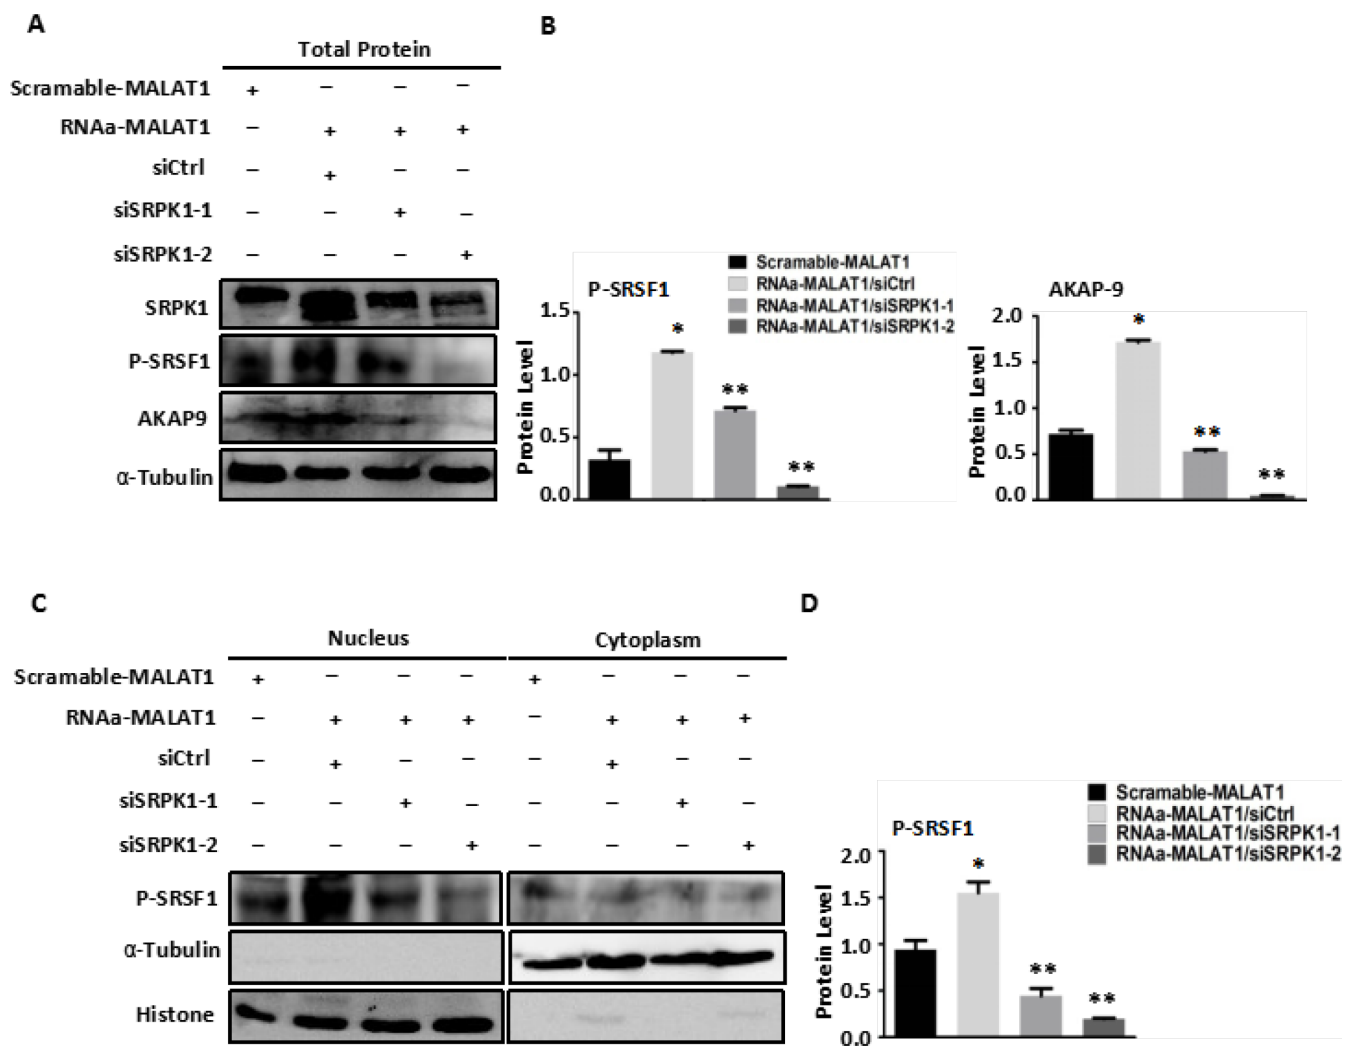 A
Total Protein
Scramable-MALAT1 + − − −
RNAa-MALAT1 − + + +
siCtrl − + − −
siSRPK1-1 − − + −
siSRPK1-2 − − − +
SRPK1
P-SRSF1
AKAP9
α-Tubulin
B
Scramable-MALAT1
RNAa-MALAT1/siCtrl
RNAa-MALAT1/siSRPK1-1
RNAa-MALAT1/siSRPK1-2
P-SRSF1
Protein Level
1.5
1.0
0.5
0.0
*
**
**
AKAP-9
Protein Level
2.0
1.5
1.0
0.5
0.0
*
**
**
C
Nucleus Cytoplasm
Scramable-MALAT1 + − − − + − − −
RNAa-MALAT1 − + + + − + + +
siCtrl − + − − − + − −
siSRPK1-1 − − + − − − + −
siSRPK1-2 − − − + − − − +
P-SRSF1
α-Tubulin
Histone
D
Scramable-MALAT1
RNAa-MALAT1/siCtrl
RNAa-MALAT1/siSRPK1-1
RNAa-MALAT1/siSRPK1-2
P-SRSF1
Protein Level
2.0
1.5
1.0
0.5
0.0
*
**
**